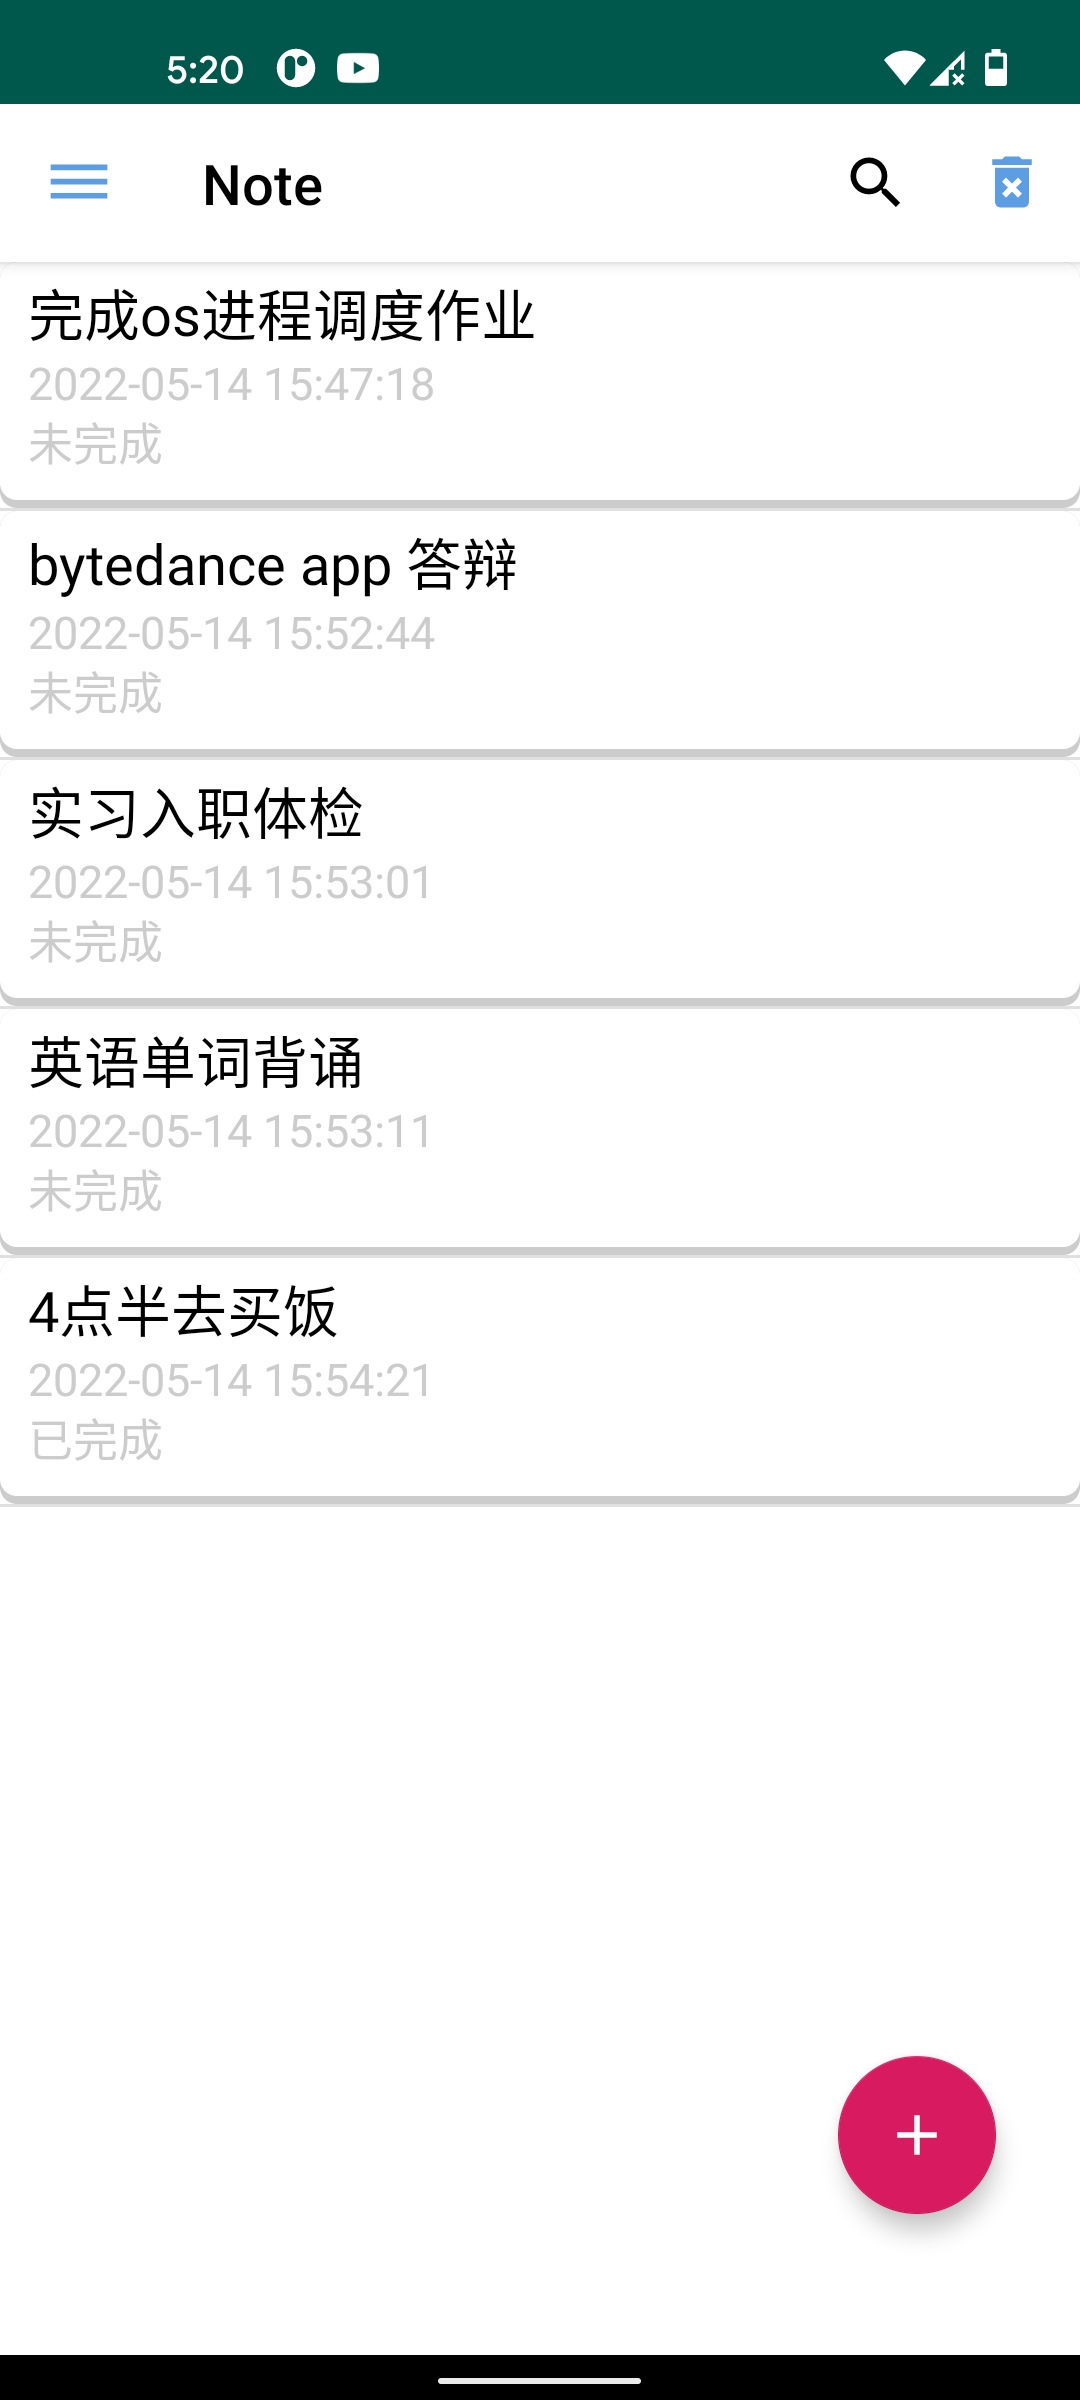 5:20
Note
完成os进程调度作业
2022-05-14 15:47:18
未完成
bytedance app 答辩
2022-05-14 15:52:44
未完成
实习入职体检
2022-05-14 15:53:01
未完成
英语单词背诵
2022-05-14 15:53:11
未完成
4点半去买饭
2022-05-14 15:54:21
已完成